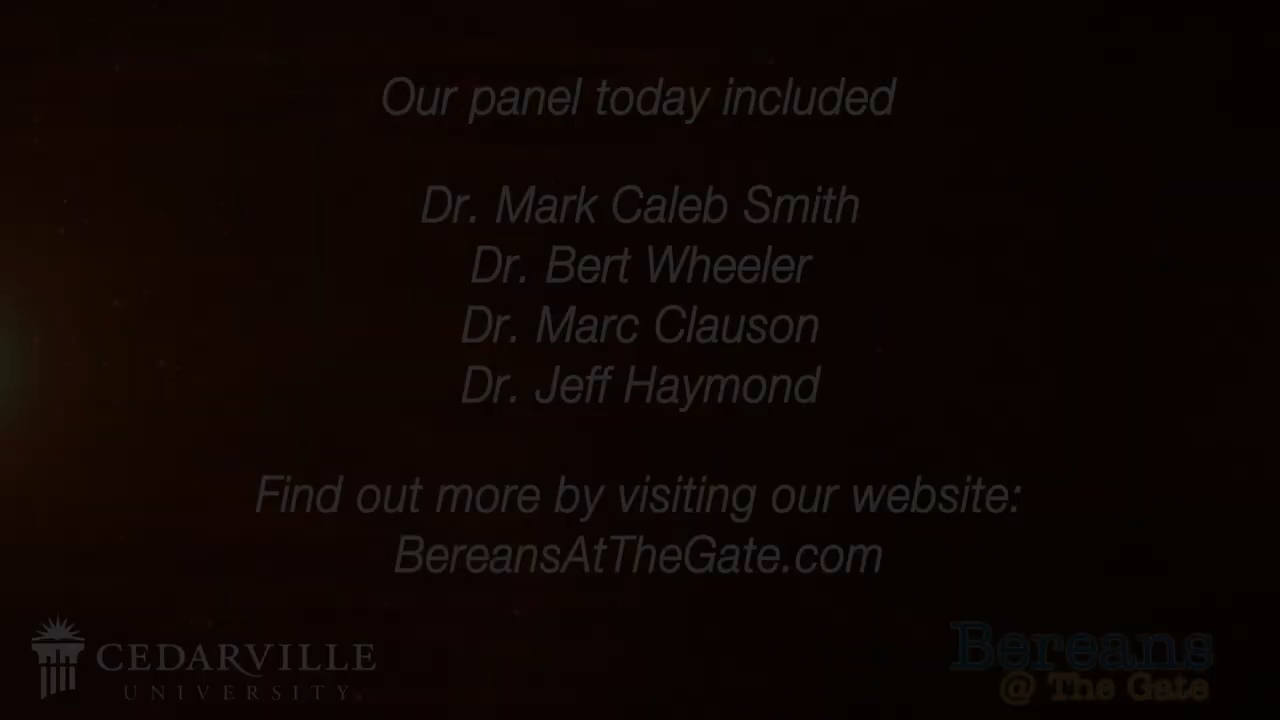 Our panel today included
Dr. Mark Caleb Smith
Dr. Bert Wheeler
Dr. Marc Clauson
Dr. Jeff Haymond
Find out more by visiting our website:
BereansAtTheGate.com
CEDARVILLE
UNIVERSITY
Bereans
@ The Gate